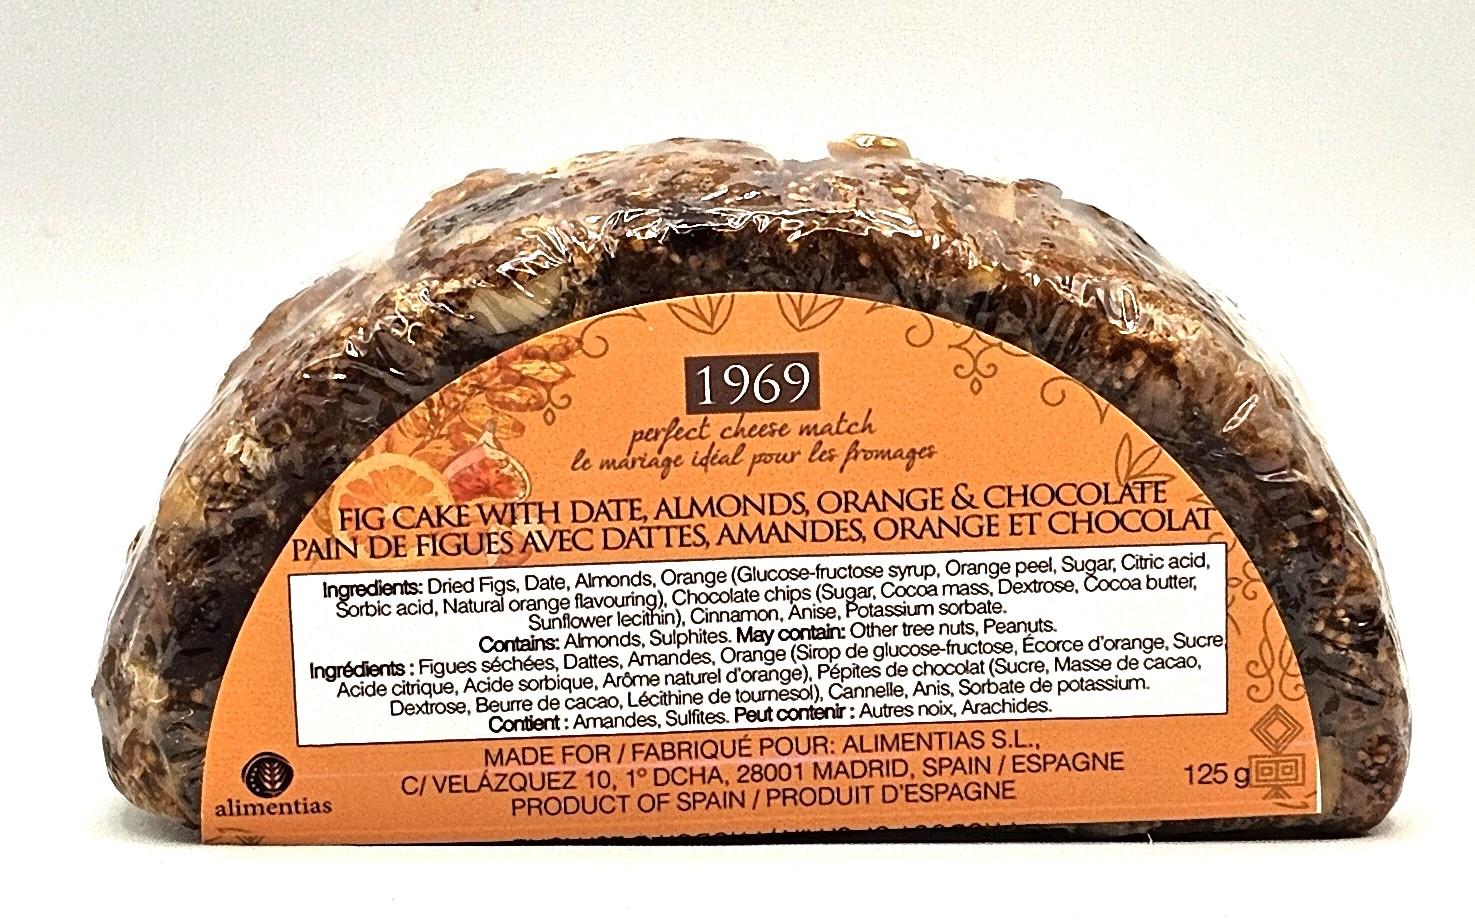 1969
perfect cheese match
le mariage idéal pour les fromages
FIG CAKE WITH DATE, ALMONDS, ORANGE & CHOCOLATE
PAIN DE FIGUES AVEC DATTES, AMANDES, ORANGE ET CHOCOLAT
Ingredients: Dried Figs, Date, Almonds, Orange (Glucose-fructose syrup, Orange peel, Sugar, Citric acid,
Sorbic acid, Natural orange flavouring), Chocolate chips (Sugar, Cocoa mass, Dextrose, Cocoa butter,
Sunflower lecithin), Cinnamon, Anise, Potassium sorbate.
Contains: Almonds, Sulphites. May contain: Other tree nuts, Peanuts.
Ingrédients : Figues séchées, Dattes, Amandes, Orange (Sirop de glucose-fructose, Écorce d'orange, Sucre,
Acide citrique, Acide sorbique, Arôme naturel d'orange), Pépites de chocolat (Sucre, Masse de cacao,
Dextrose, Beurre de cacao, Lécithine de tournesol), Cannelle, Anis, Sorbate de potassium.
Contient : Amandes, Sulfites. Peut contenir : Autres noix, Arachides.
MADE FOR / FABRIQUÉ POUR: ALIMENTIAS S.L.,
C/ VELÁZQUEZ 10, 1º DCHA, 28001 MADRID, SPAIN / ESPAGNE
PRODUCT OF SPAIN / PRODUIT D'ESPAGNE
125 g
alimentias